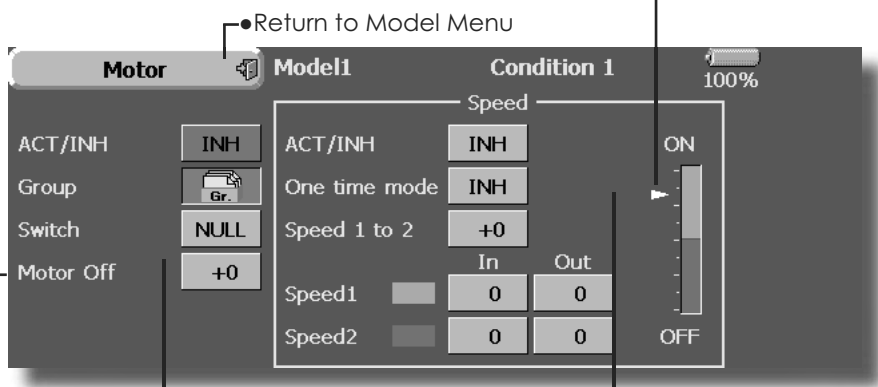 ●Return to Model Menu
Motor
Model1
Condition 1
100%
Speed
ACT/INH INH
ACT/INH INH
ON
Group Gr.
One time mode INH
Switch NULL
Speed 1 to 2 +0
Motor Off +0
In Out
Speed1 0 0
Speed2 0 0
OFF